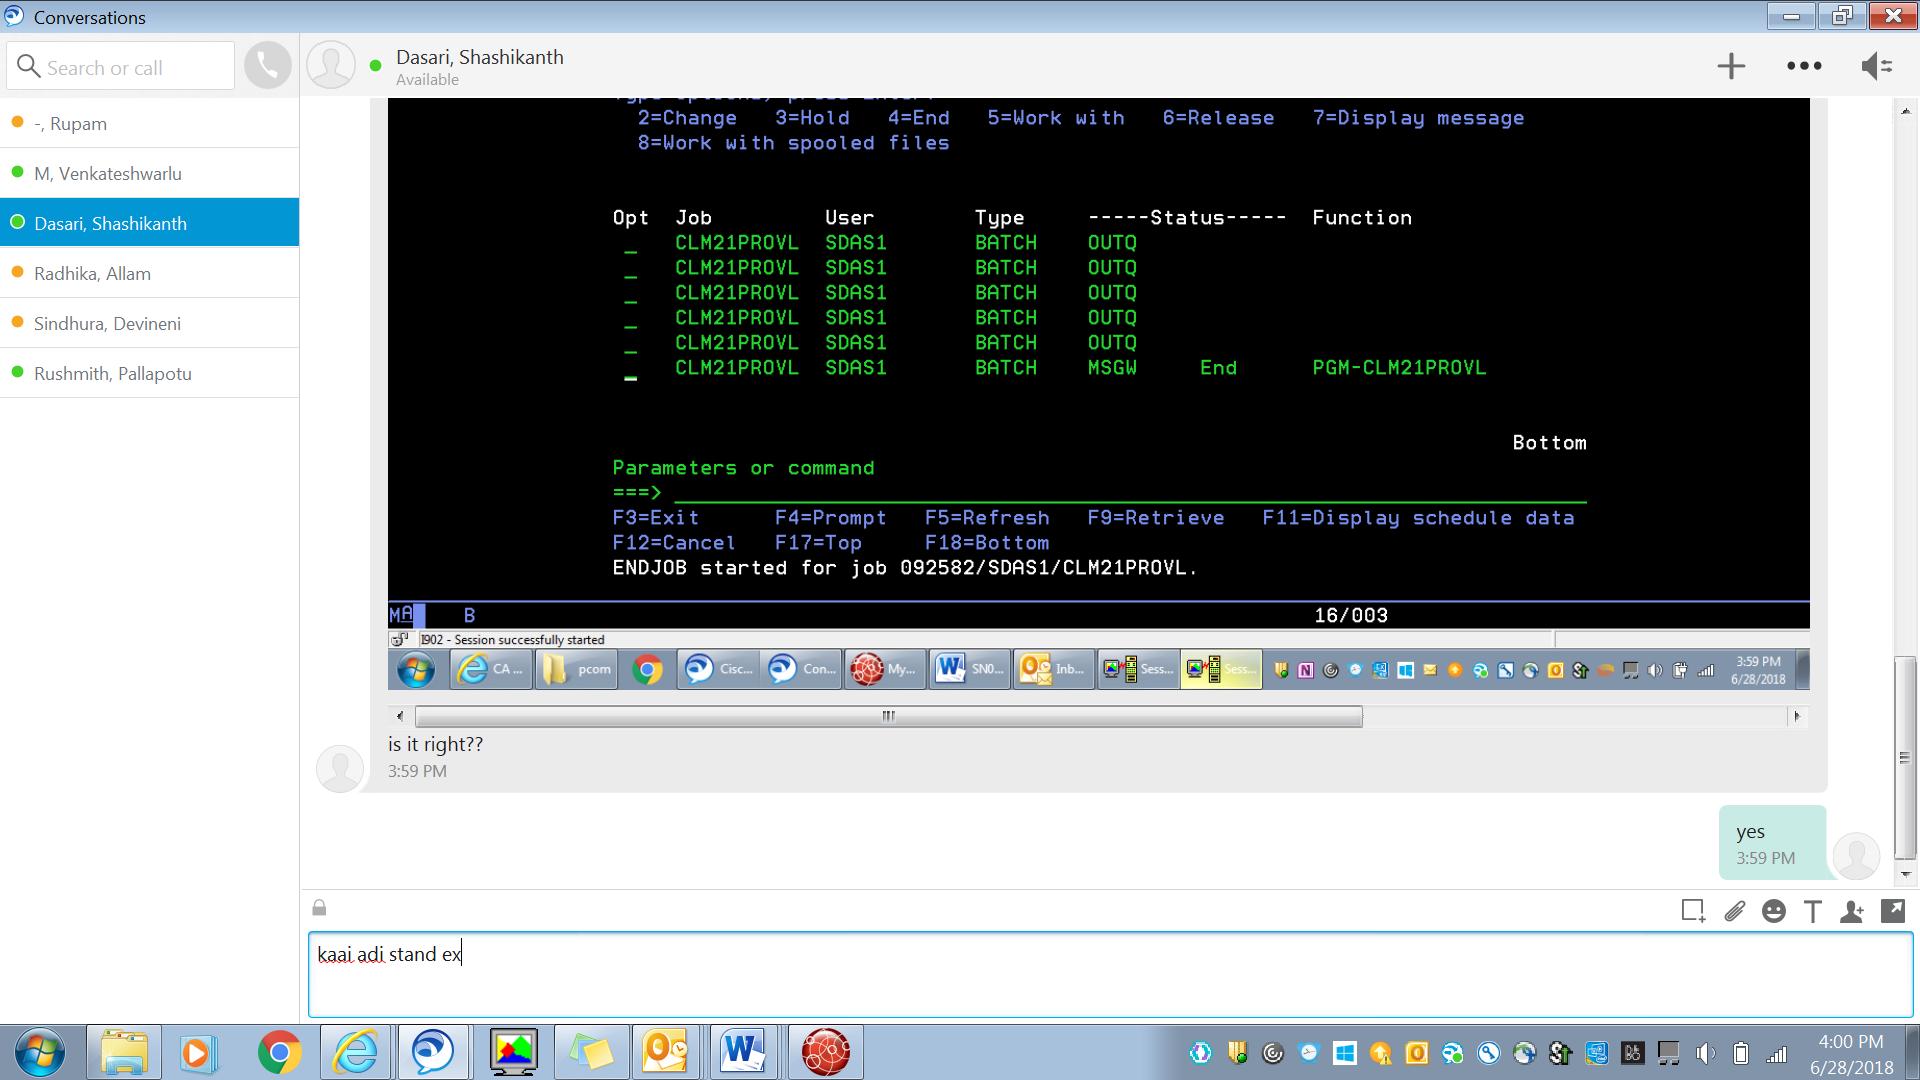 Conversations
Search or call
Dasari, Shashikanth
Available
-, Rupam
M, Venkateshwarlu
Dasari, Shashikanth
Radhika, Allam
Sindhura, Devineni
Rushmith, Pallapotu
2=Change 3=Hold 4=End 5=Work with 6=Release 7=Display message
8=Work with spooled files
Opt Job User Type -----Status----- Function
_ CLM21PROVL SDAS1 BATCH OUTQ
_ CLM21PROVL SDAS1 BATCH OUTQ
_ CLM21PROVL SDAS1 BATCH OUTQ
_ CLM21PROVL SDAS1 BATCH OUTQ
_ CLM21PROVL SDAS1 BATCH OUTQ
_ CLM21PROVL SDAS1 BATCH MSGW End PGM-CLM21PROVL
Bottom
Parameters or command
===>
F3=Exit F4=Prompt F5=Refresh F9=Retrieve F11=Display schedule data
F12=Cancel F17=Top F18=Bottom
ENDJOB started for job 092582/SDAS1/CLM21PROVL.
MA B 16/003
I902 - Session successfully started
CA ... pcom Cisc... Con... My... SN0... Inb... Sess... Sess... 3:59 PM
6/28/2018
is it right??
3:59 PM
yes
3:59 PM
kaai adi stand ex
4:00 PM
6/28/2018